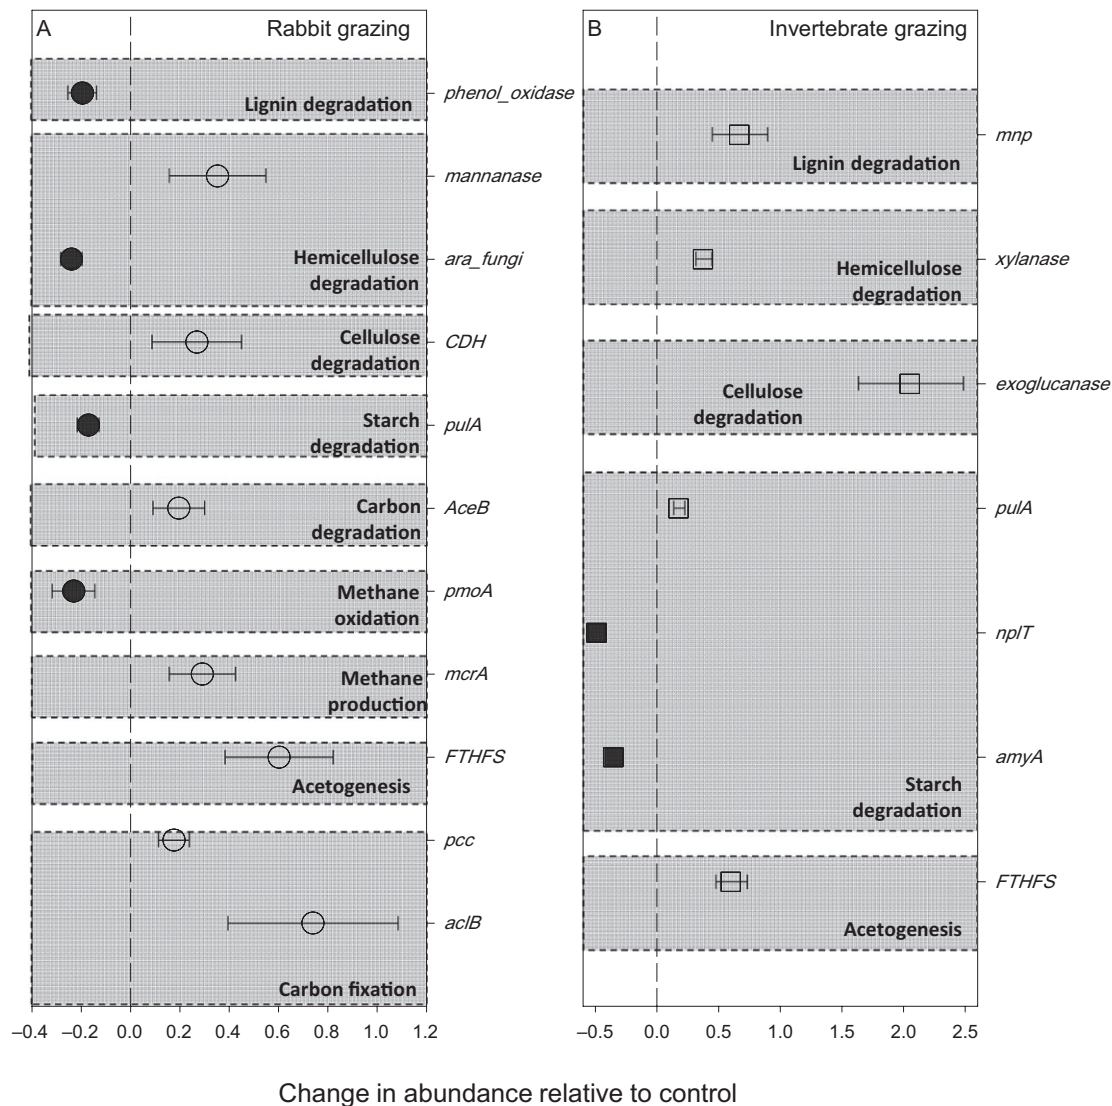 A
Rabbit grazing
Lignin degradation
phenol_oxidase
mannanase
Hemicellulose
degradation
ara_fungi
Cellulose
degradation
CDH
Starch
degradation
pulA
Carbon
degradation
AceB
Methane
oxidation
pmoA
Methane
production
mcrA
Acetogenesis
FTHFS
pcc
aclB
Carbon fixation
–0.4 –0.2 0.0 0.2 0.4 0.6 0.8 1.0 1.2
B
Invertebrate grazing
mnp
Lignin degradation
xylanase
Hemicellulose
degradation
Cellulose
degradation
exoglucanase
pulA
nplT
amyA
Starch
degradation
FTHFS
Acetogenesis
–0.5 0.0 0.5 1.0 1.5 2.0 2.5
Change in abundance relative to control